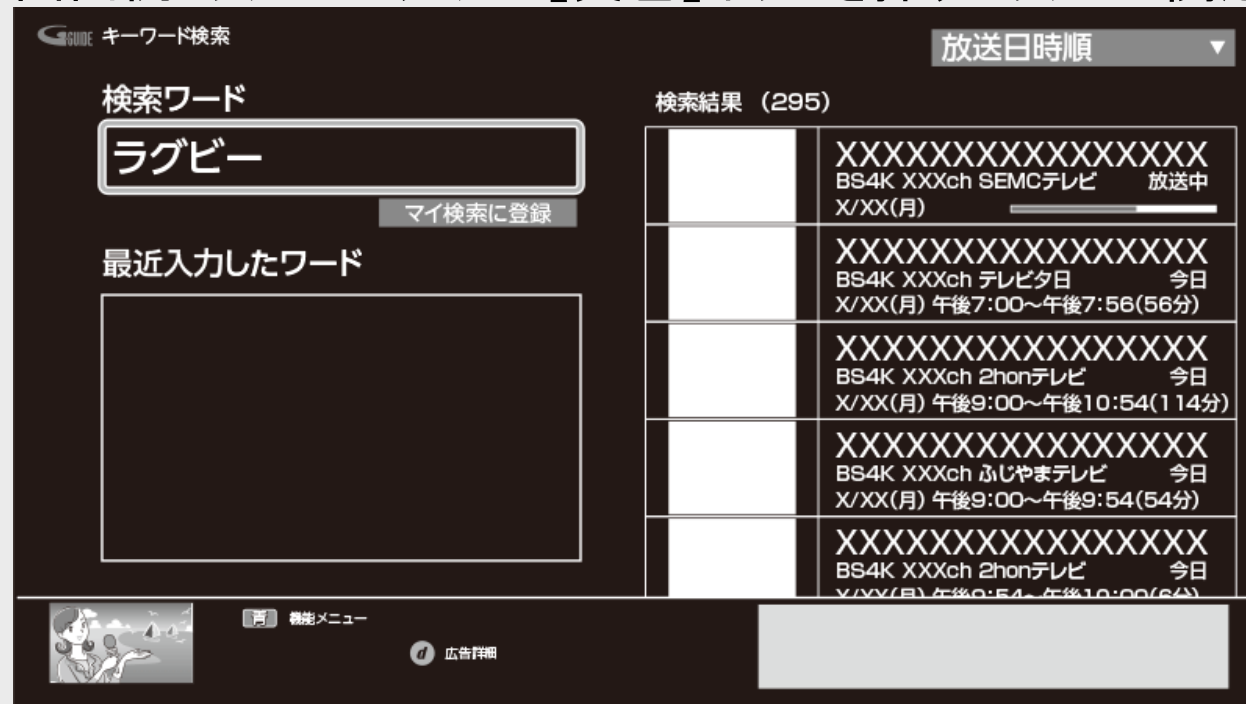 GGUIDE キーワード検索
放送日時順 ▼
検索ワード
ラグビー
マイ検索に登録
最近入力したワード
検索結果 (295)
XXXXXXXXXXXXXXXX
BS4K XXXch SEMCテレビ 放送中
X/XX(月)
XXXXXXXXXXXXXXXX
BS4K XXXch テレビタ日 今日
X/XX(月) 午後7:00~午後7:56(56分)
XXXXXXXXXXXXXXXX
BS4K XXXch 2honテレビ 今日
X/XX(月) 午後9:00~午後10:54(114分)
XXXXXXXXXXXXXXXX
BS4K XXXch ふじやまテレビ 今日
X/XX(月) 午後9:00~午後9:54(54分)
XXXXXXXXXXXXXXXX
BS4K XXXch 2honテレビ 今日
青 機能メニュー
d 広告詳細